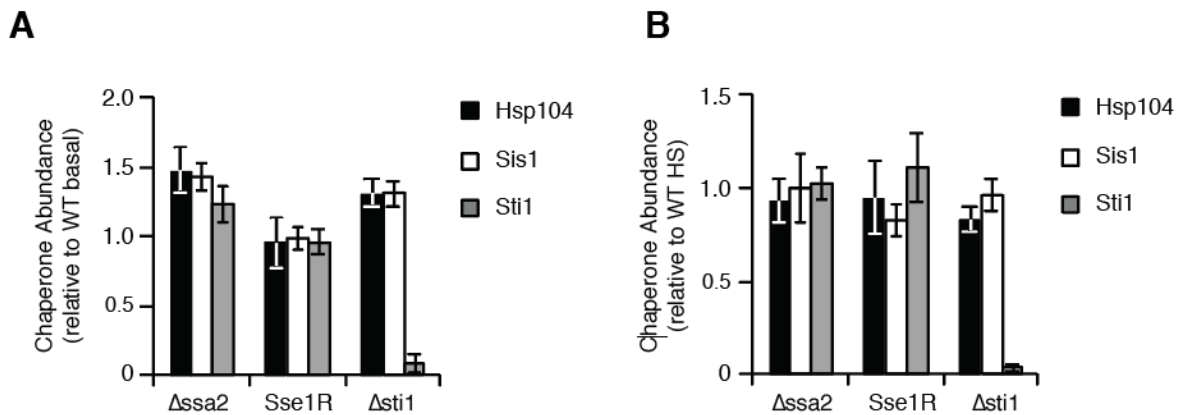 A
B
Chaperone Abundance
(relative to WT basal)
2.0
1.5
1.0
0.5
0
Δssa2
Sse1R
Δsti1
Hsp104
Sis1
Sti1
Chaperone Abundance
(relative to WT HS)
1.5
1.0
0.5
0
Δssa2
Sse1R
Δsti1
Hsp104
Sis1
Sti1